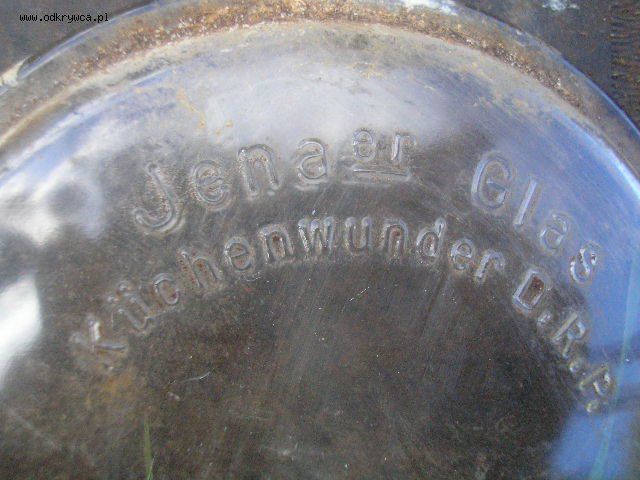 www.odkrywca.pl
Jenaer Glas
Küchenwunder D.R.P.